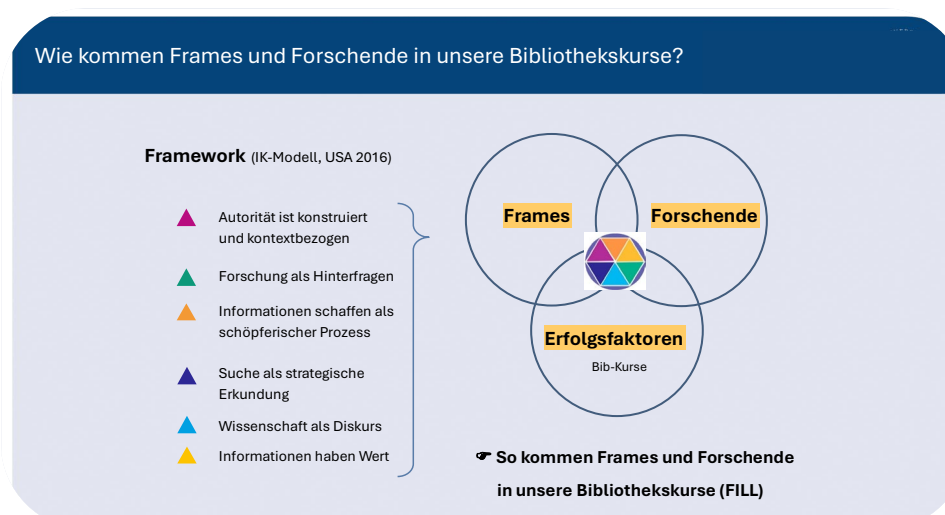 Wie kommen Frames und Forschende in unsere Bibliothekskurse?
Framework (IK-Modell, USA 2016)
Autorität ist konstruiert
und kontextbezogen
Forschung als Hinterfragen
Informationen schaffen als
schöpferischer Prozess
Suche als strategische
Erkundung
Wissenschaft als Diskurs
Informationen haben Wert
Frames
Forschende
Erfolgsfaktoren
Bib-Kurse
☛ So kommen Frames und Forschende
in unsere Bibliothekskurse (FILL)